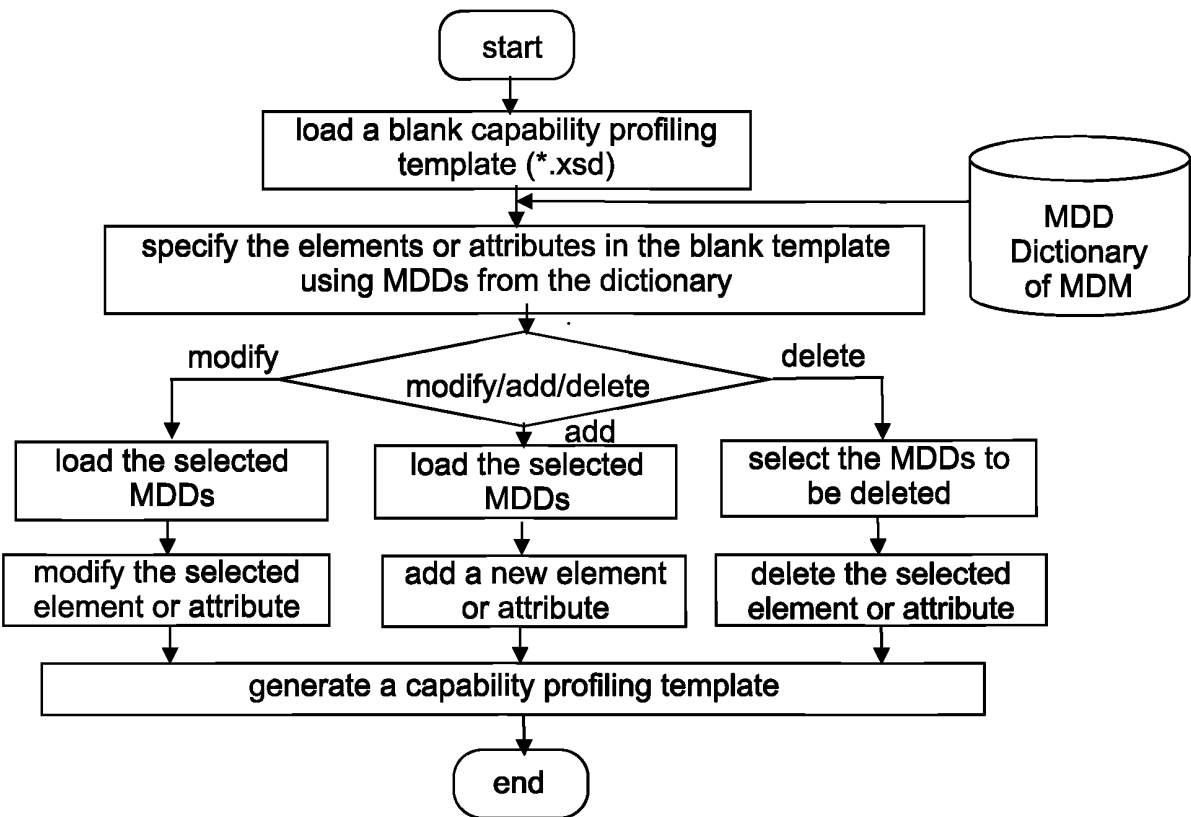 start
load a blank capability profiling
template (*.xsd)
MDD
Dictionary
of MDM
specify the elements or attributes in the blank template
using MDDs from the dictionary
modify
modify/add/delete
delete
add
load the selected
MDDs
load the selected
MDDs
select the MDDs to
be deleted
modify the selected
element or attribute
add a new element
or attribute
delete the selected
element or attribute
generate a capability profiling template
end